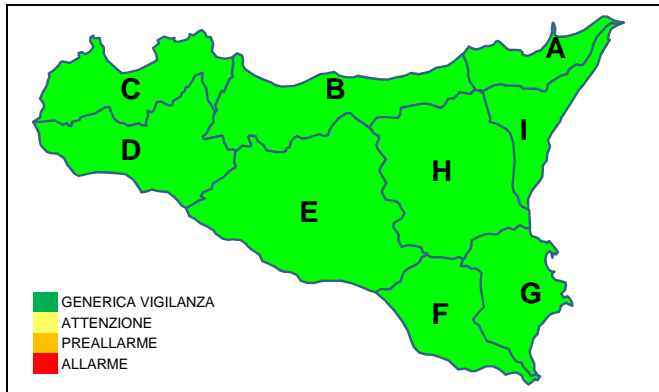 A
B
C
I
D
H
E
G
F
GENERICA VIGILANZA
ATTENZIONE
PREALLARME
ALLARME